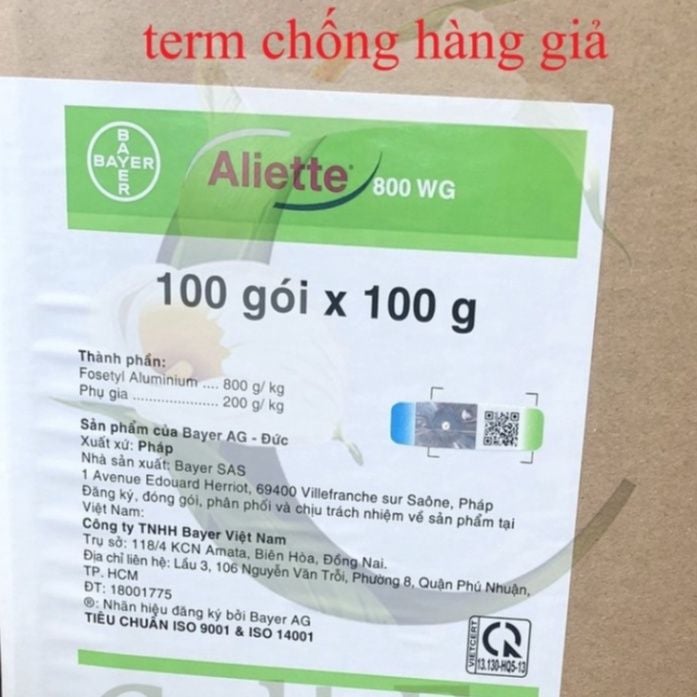 term chống hàng giả
BAYER
BAYER
Aliette
800 WG
100 gói x 100 g
Thành phần:
Fosetyl Aluminium .... 800 g/ kg
Phụ gia .................... 200 g/ kg
Sản phẩm của Bayer AG - Đức
Xuất xứ: Pháp
Nhà sản xuất: Bayer SAS
1 Avenue Edouard Herriot, 69400 Villefranche sur Saône, Pháp
Đăng ký, đóng gói, phân phối và chịu trách nhiệm về sản phẩm tại
Việt Nam:
Công ty TNHH Bayer Việt Nam
Trụ sở: 118/4 KCN Amata, Biên Hòa, Đồng Nai.
Địa chỉ liên hệ: Lầu 3, 106 Nguyễn Văn Trỗi, Phường 8, Quận Phú Nhuận,
TP. HCM
ĐT: 18001775
®: Nhãn hiệu đăng ký bởi Bayer AG
TIÊU CHUẨN ISO 9001 & ISO 14001
VIETCERT
13.130-HQ5-13